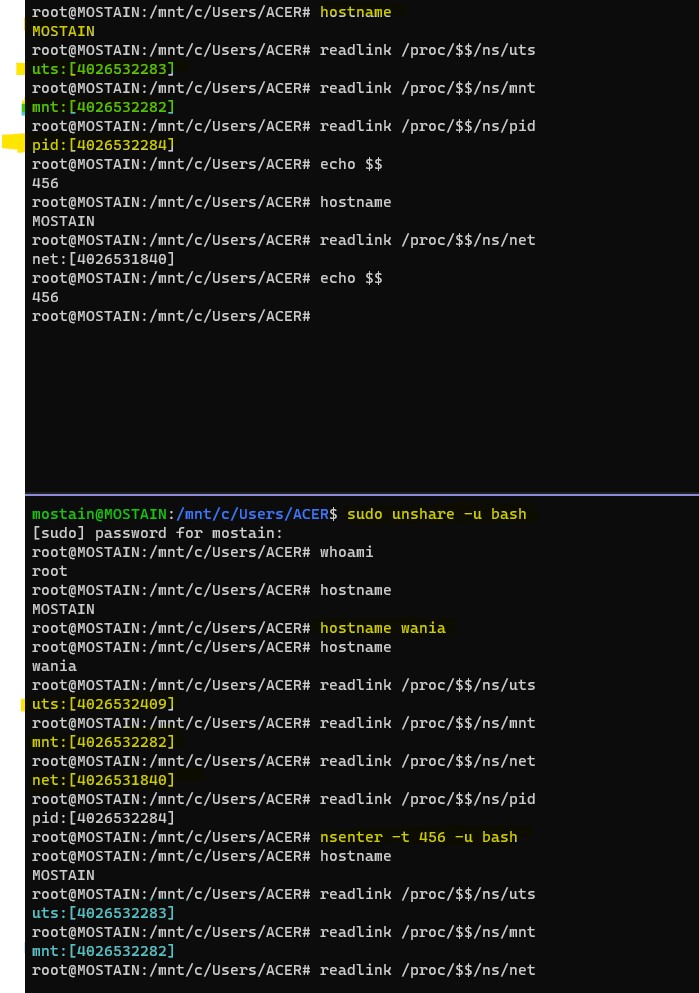 root@MOSTAIN:/mnt/c/Users/ACER# hostname
MOSTAIN
root@MOSTAIN:/mnt/c/Users/ACER# readlink /proc/$$/ns/uts
uts:[4026532283]
root@MOSTAIN:/mnt/c/Users/ACER# readlink /proc/$$/ns/mnt
mnt:[4026532282]
root@MOSTAIN:/mnt/c/Users/ACER# readlink /proc/$$/ns/pid
pid:[4026532284]
root@MOSTAIN:/mnt/c/Users/ACER# echo $$
456
root@MOSTAIN:/mnt/c/Users/ACER# hostname
MOSTAIN
root@MOSTAIN:/mnt/c/Users/ACER# readlink /proc/$$/ns/net
net:[4026531840]
root@MOSTAIN:/mnt/c/Users/ACER# echo $$
456
root@MOSTAIN:/mnt/c/Users/ACER#
mostain@MOSTAIN:/mnt/c/Users/ACER$ sudo unshare -u bash
[sudo] password for mostain:
root@MOSTAIN:/mnt/c/Users/ACER# whoami
root
root@MOSTAIN:/mnt/c/Users/ACER# hostname
MOSTAIN
root@MOSTAIN:/mnt/c/Users/ACER# hostname wania
root@MOSTAIN:/mnt/c/Users/ACER# hostname
wania
root@MOSTAIN:/mnt/c/Users/ACER# readlink /proc/$$/ns/uts
uts:[4026532409]
root@MOSTAIN:/mnt/c/Users/ACER# readlink /proc/$$/ns/mnt
mnt:[4026532282]
root@MOSTAIN:/mnt/c/Users/ACER# readlink /proc/$$/ns/net
net:[4026531840]
root@MOSTAIN:/mnt/c/Users/ACER# readlink /proc/$$/ns/pid
pid:[4026532284]
root@MOSTAIN:/mnt/c/Users/ACER# nsenter -t 456 -u bash
root@MOSTAIN:/mnt/c/Users/ACER# hostname
MOSTAIN
root@MOSTAIN:/mnt/c/Users/ACER# readlink /proc/$$/ns/uts
uts:[4026532283]
root@MOSTAIN:/mnt/c/Users/ACER# readlink /proc/$$/ns/mnt
mnt:[4026532282]
root@MOSTAIN:/mnt/c/Users/ACER# readlink /proc/$$/ns/net